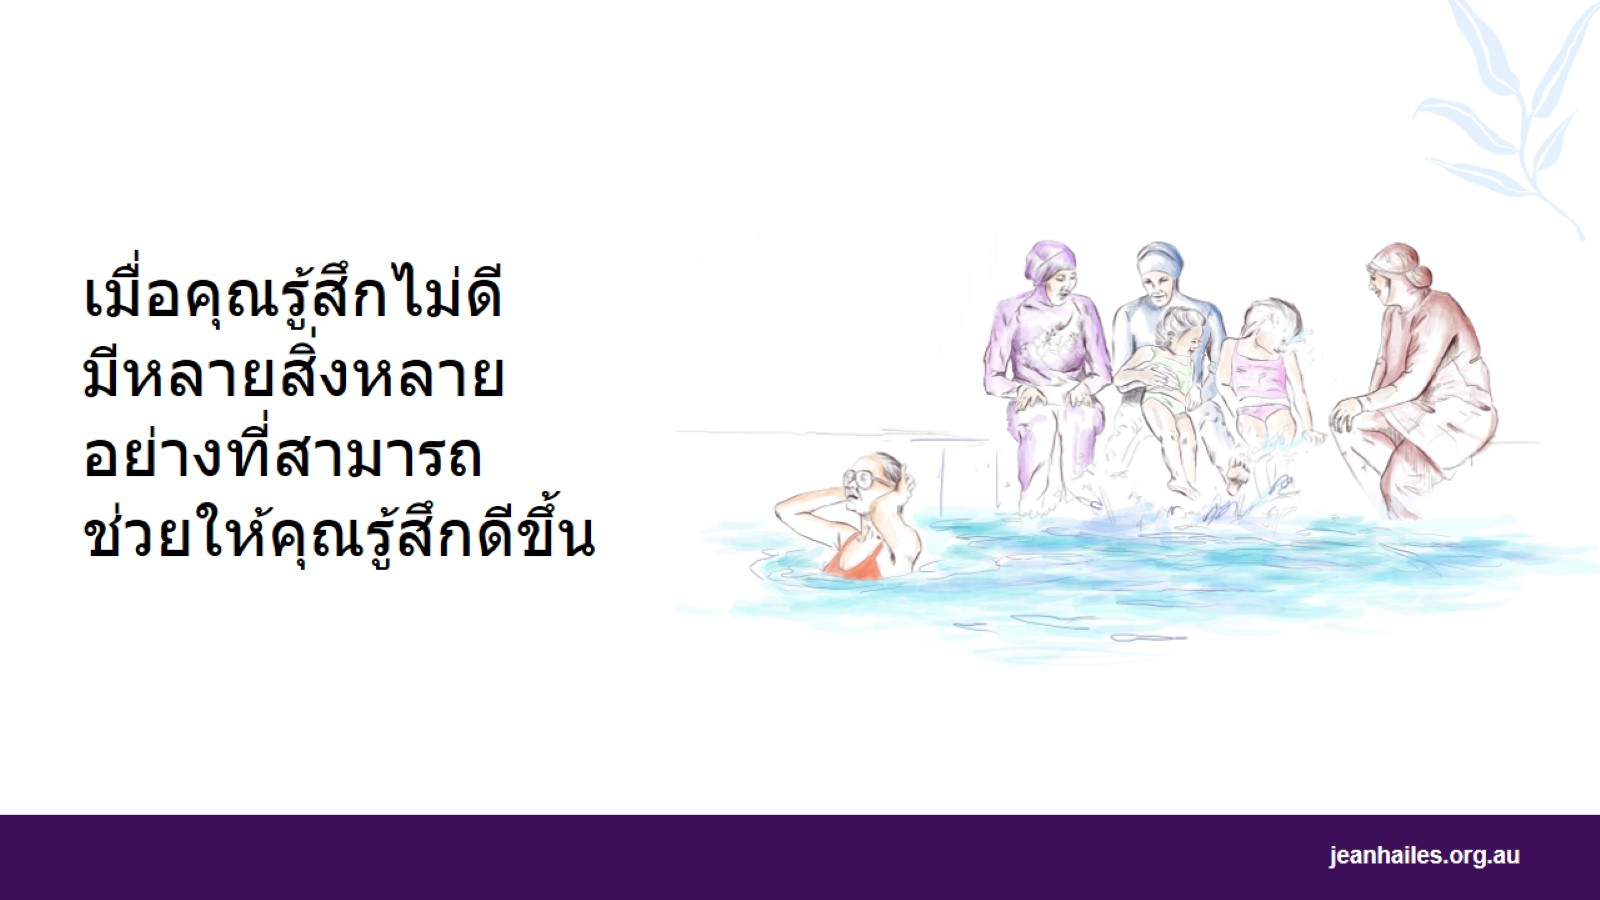 เมื่อคุณรู้สึกไม่ดี
มีหลายสิ่งหลาย
อย่างที่สามารถ
ช่วยให้คุณรู้สึกดีขึ้น
jeanhailes.org.au